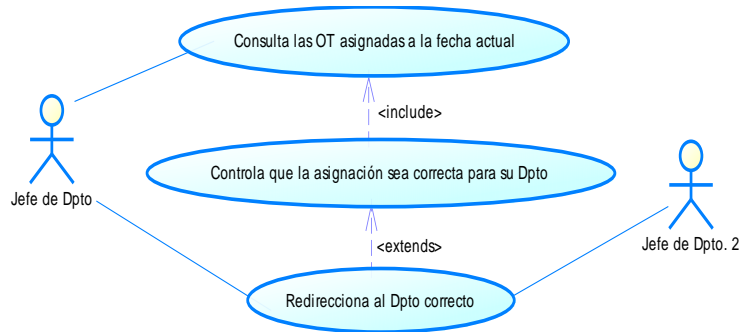 Consulta las OT asignadas a la fecha actual
<include>
Controla que la asignación sea correcta para su Dpto
Jefe de Dpto
<extends>
Jefe de Dpto. 2
Redirecciona al Dpto correcto